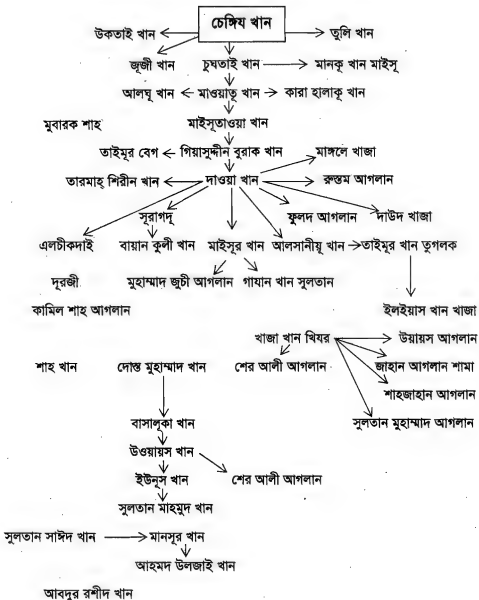 চেঙ্গিয খান
উকতাই খান তুলি খান
জূজী খান চুঘতাই খান মানকূ খান মাইসূ
আলঘূ খান মাওয়াতূ খান কারা হালাকূ খান
মুবারক শাহ মাইসূতাওয়া খান
তাইমূর বেগ গিয়াসুদ্দীন বুরাক খান মাঙ্গলে খাজা
তারমাহ্ শিরীন খান দাওয়া খান রুস্তম আগলান
সূরাগদূ ফুলদ আগলান দাউদ খাজা
এলচীকদাই বায়ান কুলী খান মাইসূর খান আলসানীয়ূ খান তাইমূর খান তুগলক
দূরজী মুহাম্মাদ জুচী আগলান গাযান খান সুলতান
কামিল শাহ আগলান ইলইয়াস খান খাজা
খাজা খান খিযর উয়ায়স আগলান
শাহ খান দোস্ত মুহাম্মাদ খান শের আলী আগলান জাহান আগলান শামা
শাহজাহান আগলান
বাসালূকা খান সুলতান মুহাম্মাদ আগলান
উওয়ায়স খান
ইউনূস খান শের আলী আগলান
সুলতান মাহমুদ খান
সুলতান সাঈদ খান মানসূর খান
আহমদ উলজাই খান
আবদুর রশীদ খান